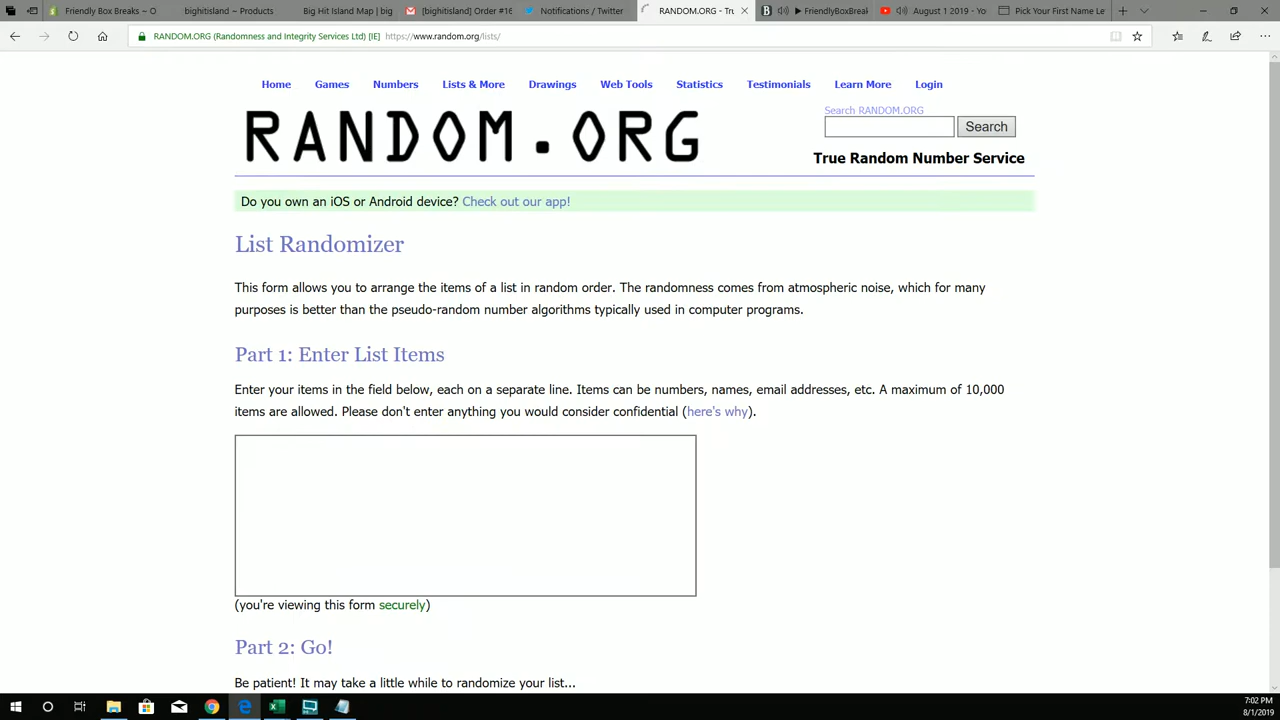 Friendly Box Breaks ~ O
bighitisland ~ Products
Big Hit Island Map | big
[bighitisland] Order #16
Notifications / Twitter
RANDOM.ORG - Tru
FriendlyBoxBreak
August 1 2019 - Yo
Pick Your First Name Le
RANDOM.ORG (Randomness and Integrity Services Ltd) [IE] https://www.random.org/lists/
Home Games Numbers Lists & More Drawings Web Tools Statistics Testimonials Learn More Login
RANDOM.ORG
Search RANDOM.ORG
Search
True Random Number Service
Do you own an iOS or Android device? Check out our app!
List Randomizer
This form allows you to arrange the items of a list in random order. The randomness comes from atmospheric noise, which for many
purposes is better than the pseudo-random number algorithms typically used in computer programs.
Part 1: Enter List Items
Enter your items in the field below, each on a separate line. Items can be numbers, names, email addresses, etc. A maximum of 10,000
items are allowed. Please don't enter anything you would consider confidential (here's why).
(you're viewing this form securely)
Part 2: Go!
Be patient! It may take a little while to randomize your list...
7:02 PM
8/1/2019